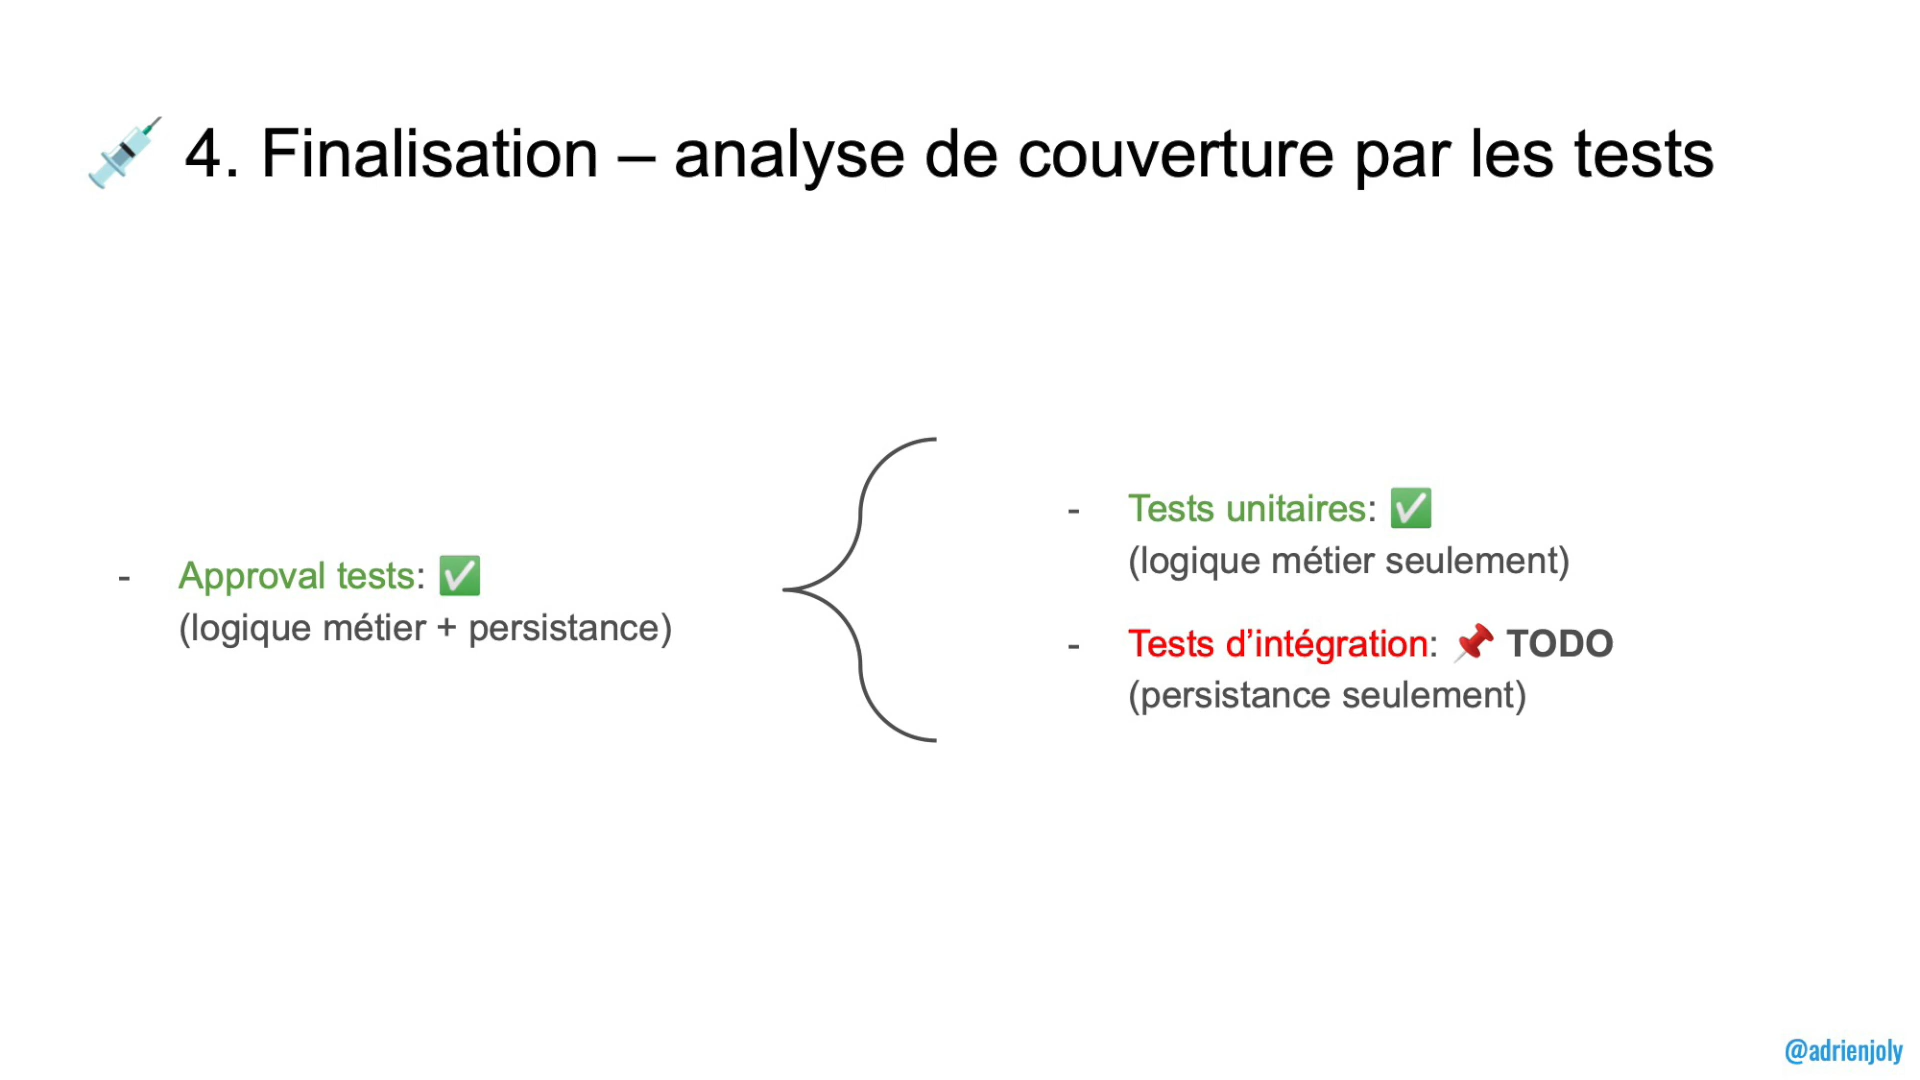 💉 4. Finalisation – analyse de couverture par les tests
- Approval tests: ✅
(logique métier + persistance)
- Tests unitaires: ✅
(logique métier seulement)
- Tests d’intégration: 📌 TODO
(persistance seulement)
@adrienjoly